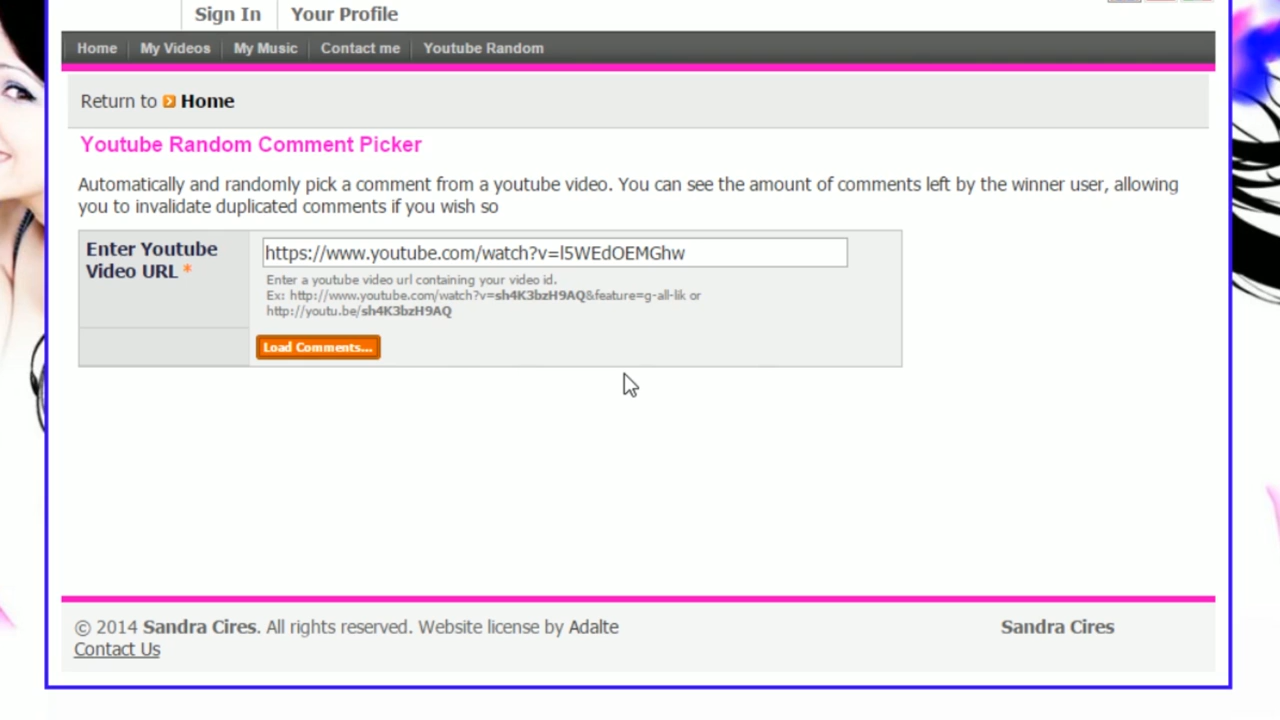 Sign In Your Profile
Home My Videos My Music Contact me Youtube Random
Return to Home
Youtube Random Comment Picker
Automatically and randomly pick a comment from a youtube video. You can see the amount of comments left by the winner user, allowing
you to invalidate duplicated comments if you wish so
Enter Youtube
Video URL *
https://www.youtube.com/watch?v=l5WEdOEMGhw
Enter a youtube video url containing your video id.
Ex: http://www.youtube.com/watch?v=sh4K3bzH9AQ&feature=g-all-lik or
http://youtu.be/sh4K3bzH9AQ
Load Comments...
© 2014 Sandra Cires. All rights reserved. Website license by Adalte
Sandra Cires
Contact Us